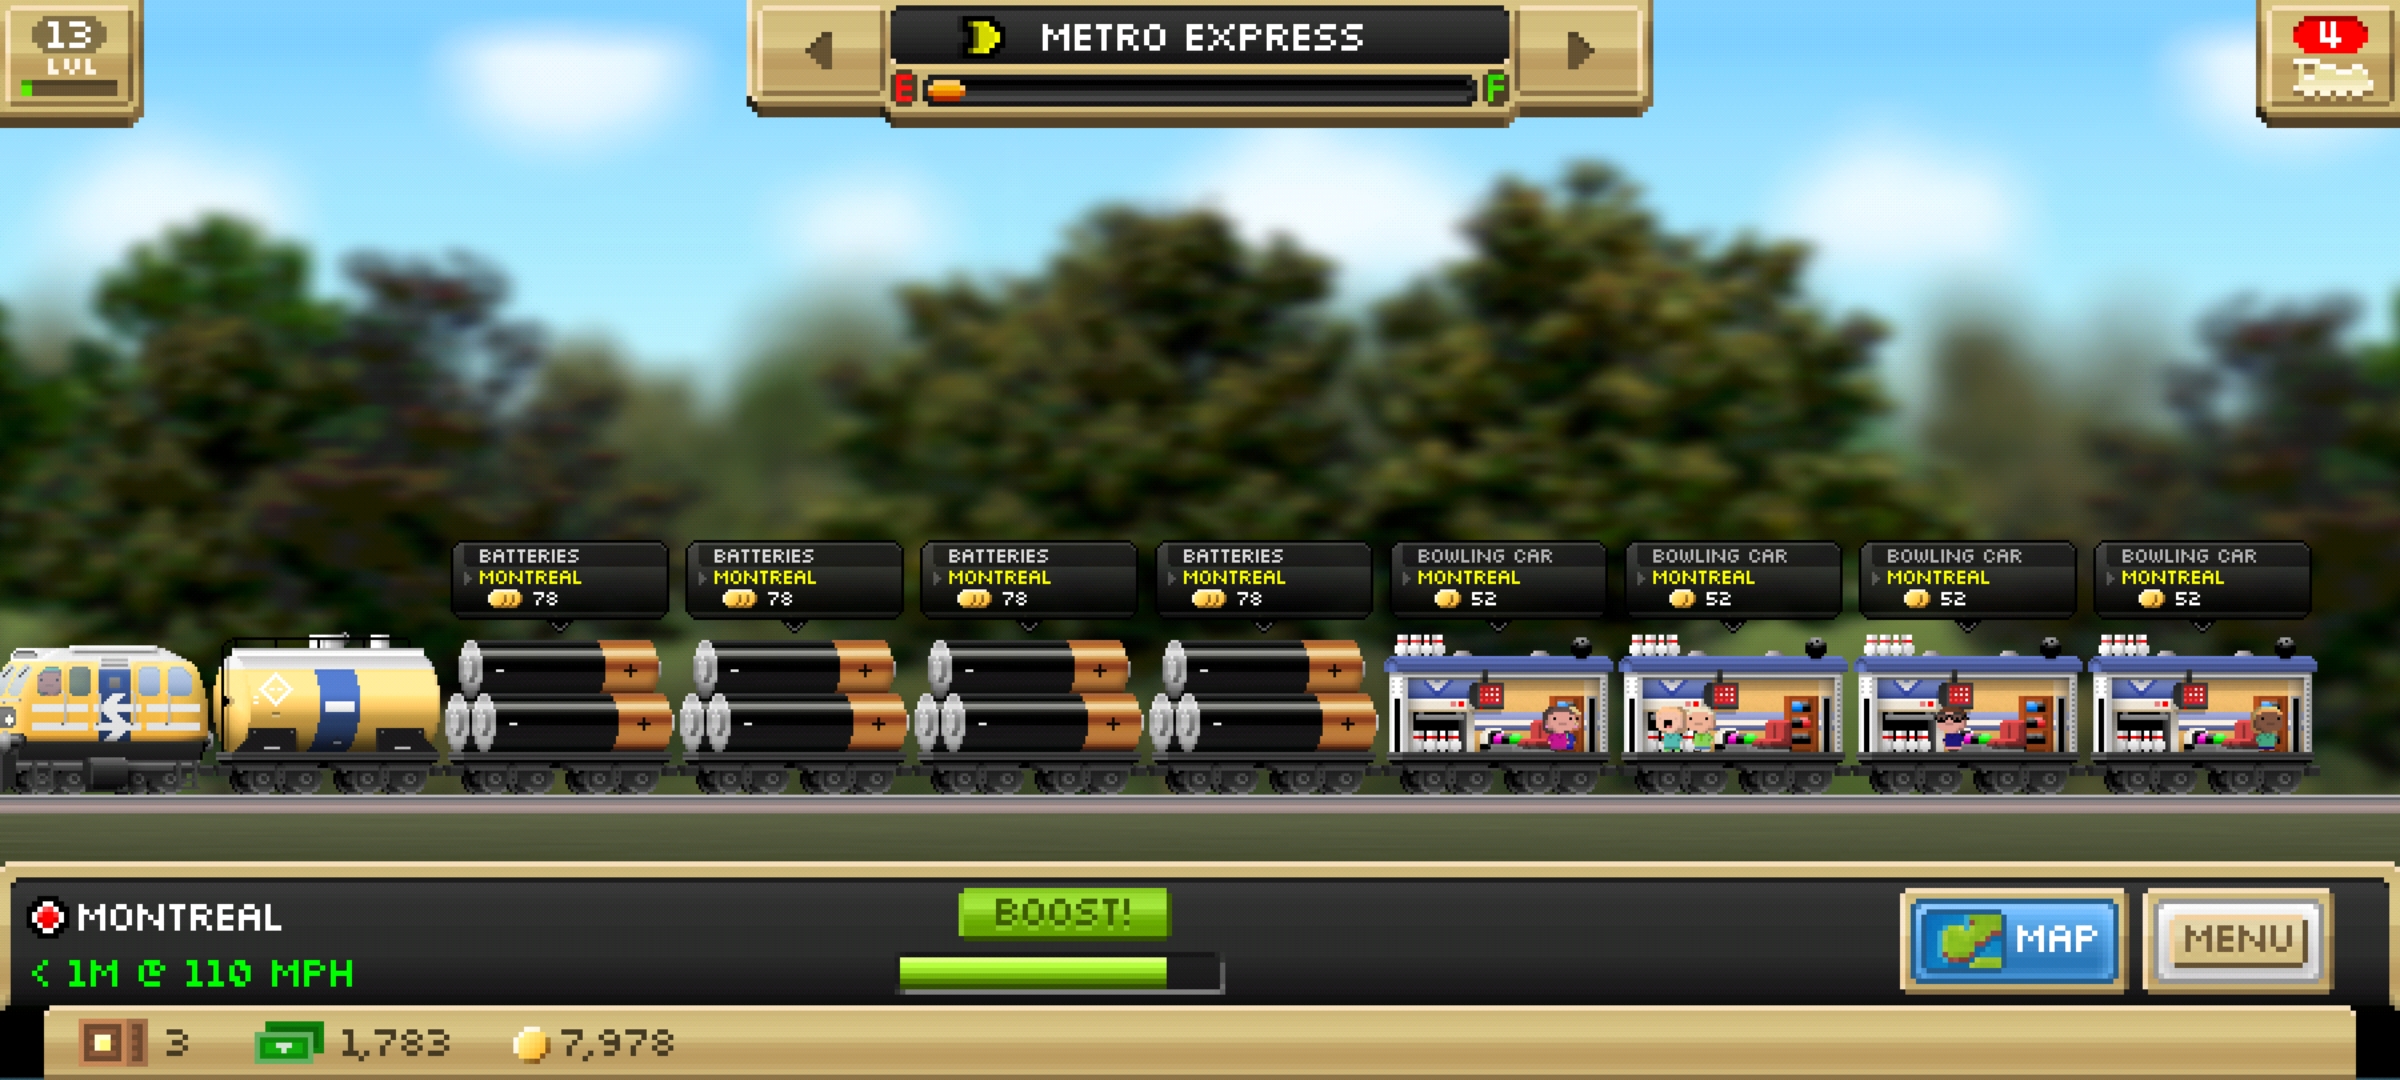 13
LVL
METRO EXPRESS
E F
4
BATTERIES
MONTREAL
78
BATTERIES
MONTREAL
78
BATTERIES
MONTREAL
78
BATTERIES
MONTREAL
78
BOWLING CAR
MONTREAL
52
BOWLING CAR
MONTREAL
52
BOWLING CAR
MONTREAL
52
BOWLING CAR
MONTREAL
52
MONTREAL
< 1M @ 110 MPH
BOOST!
MAP
MENU
3
1,783
7,978